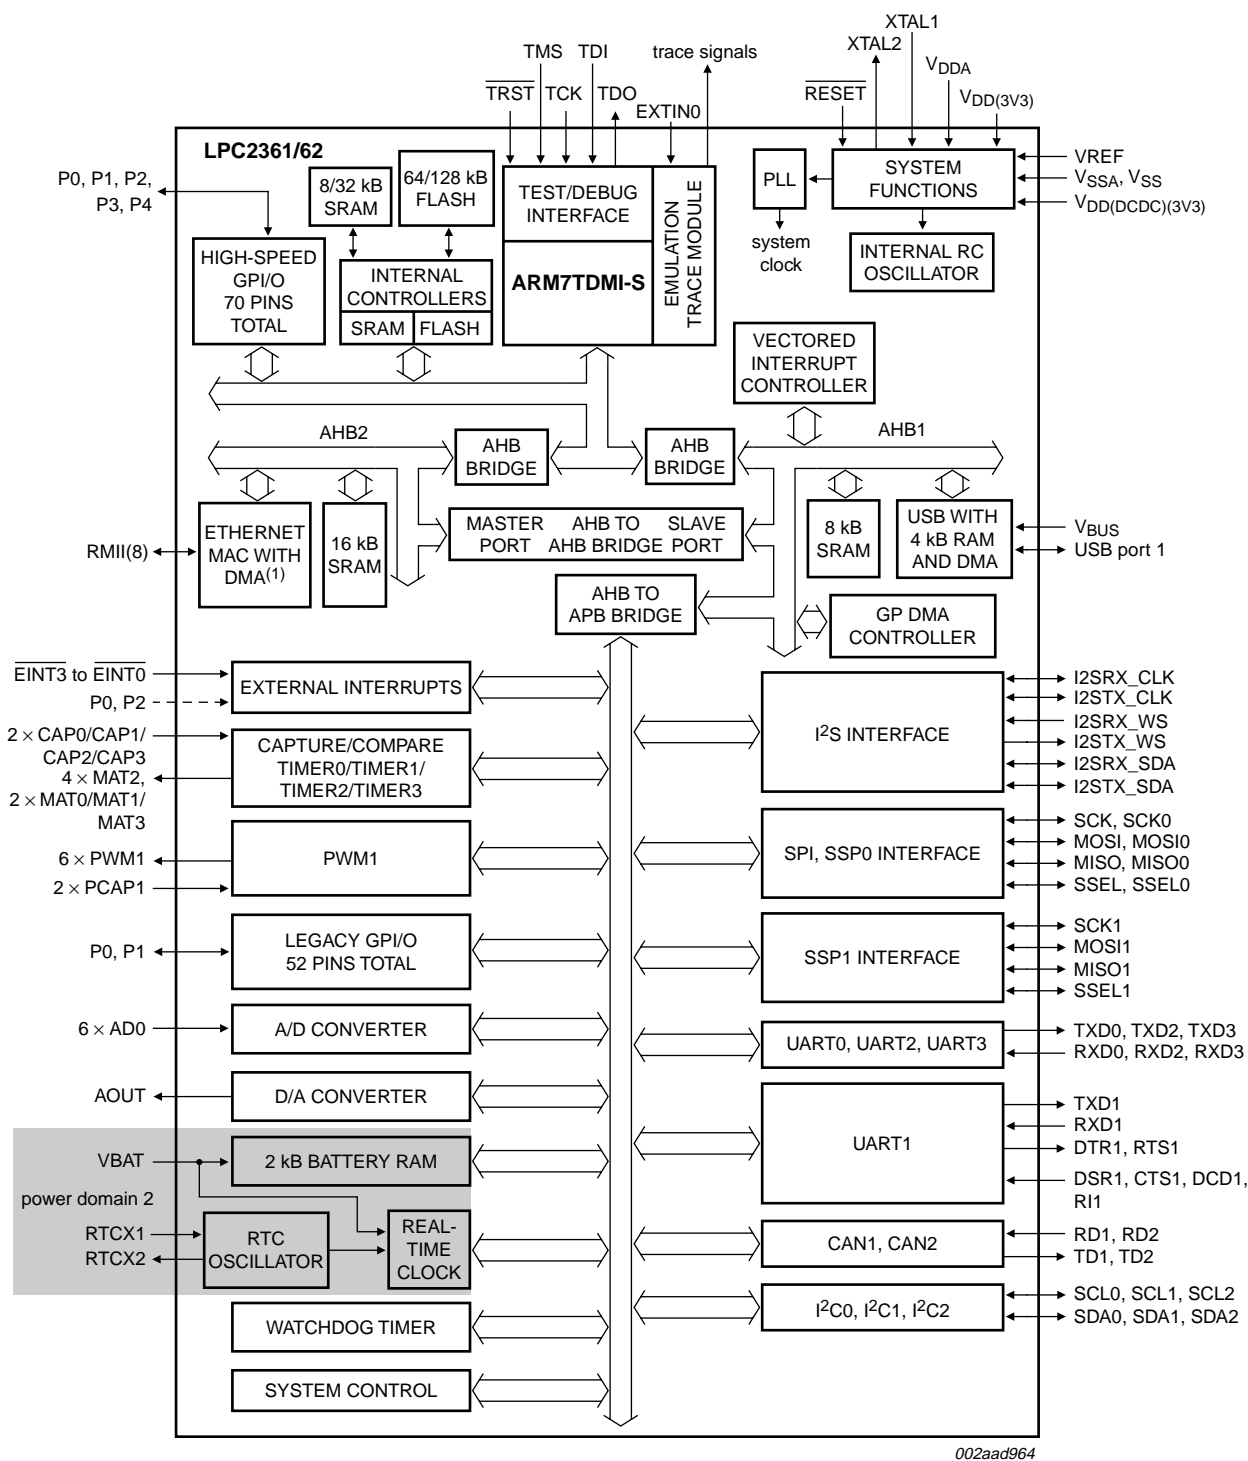 XTAL1
XTAL2
TMS TDI
trace signals
VDDA
TRST TCK TDO
EXTIN0
RESET
VDD(3V3)
LPC2361/62
P0, P1, P2,
P3, P4
8/32 kB
SRAM
64/128 kB
FLASH
TEST/DEBUG
INTERFACE
EMULATION
TRACE MODULE
PLL
SYSTEM
FUNCTIONS
VREF
VSSA, VSS
VDD(DCDC)(3V3)
system
clock
INTERNAL RC
OSCILLATOR
HIGH-SPEED
GPI/O
70 PINS
TOTAL
INTERNAL
CONTROLLERS
SRAM FLASH
ARM7TDMI-S
VECTORED
INTERRUPT
CONTROLLER
AHB2
AHB
BRIDGE
AHB
BRIDGE
AHB1
ETHERNET
MAC WITH
DMA(1)
16 kB
SRAM
MASTER AHB TO SLAVE
PORT AHB BRIDGE PORT
8 kB
SRAM
USB WITH
4 kB RAM
AND DMA
RMII(8)
VBUS
USB port 1
AHB TO
APB BRIDGE
GP DMA
CONTROLLER
EINT3 to EINT0
P0, P2
EXTERNAL INTERRUPTS
2 × CAP0/CAP1/
CAP2/CAP3
4 × MAT2,
2 × MAT0/MAT1/
MAT3
CAPTURE/COMPARE
TIMER0/TIMER1/
TIMER2/TIMER3
I2S INTERFACE
I2SRX_CLK
I2STX_CLK
I2SRX_WS
I2STX_WS
I2SRX_SDA
I2STX_SDA
6 × PWM1
2 × PCAP1
PWM1
SPI, SSP0 INTERFACE
SCK, SCK0
MOSI, MOSI0
MISO, MISO0
SSEL, SSEL0
P0, P1
LEGACY GPI/O
52 PINS TOTAL
SSP1 INTERFACE
SCK1
MOSI1
MISO1
SSEL1
6 × AD0
A/D CONVERTER
UART0, UART2, UART3
TXD0, TXD2, TXD3
RXD0, RXD2, RXD3
AOUT
D/A CONVERTER
UART1
TXD1
RXD1
DTR1, RTS1
DSR1, CTS1, DCD1,
RI1
VBAT
2 kB BATTERY RAM
power domain 2
RTCX1
RTCX2
RTC
OSCILLATOR
REAL-
TIME
CLOCK
CAN1, CAN2
RD1, RD2
TD1, TD2
I2C0, I2C1, I2C2
SCL0, SCL1, SCL2
SDA0, SDA1, SDA2
WATCHDOG TIMER
SYSTEM CONTROL
002aad964